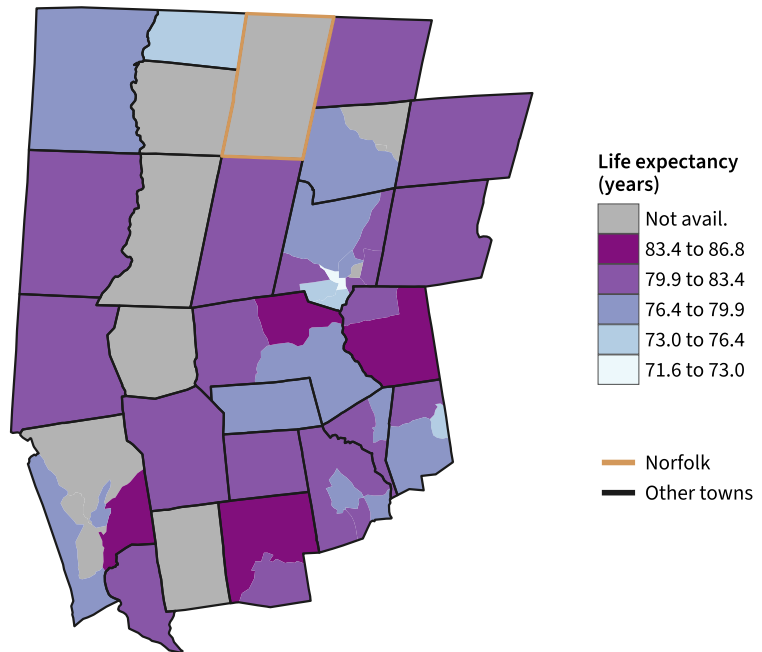 Life expectancy
(years)
Not avail.
83.4 to 86.8
79.9 to 83.4
76.4 to 79.9
73.0 to 76.4
71.6 to 73.0
Norfolk
Other towns